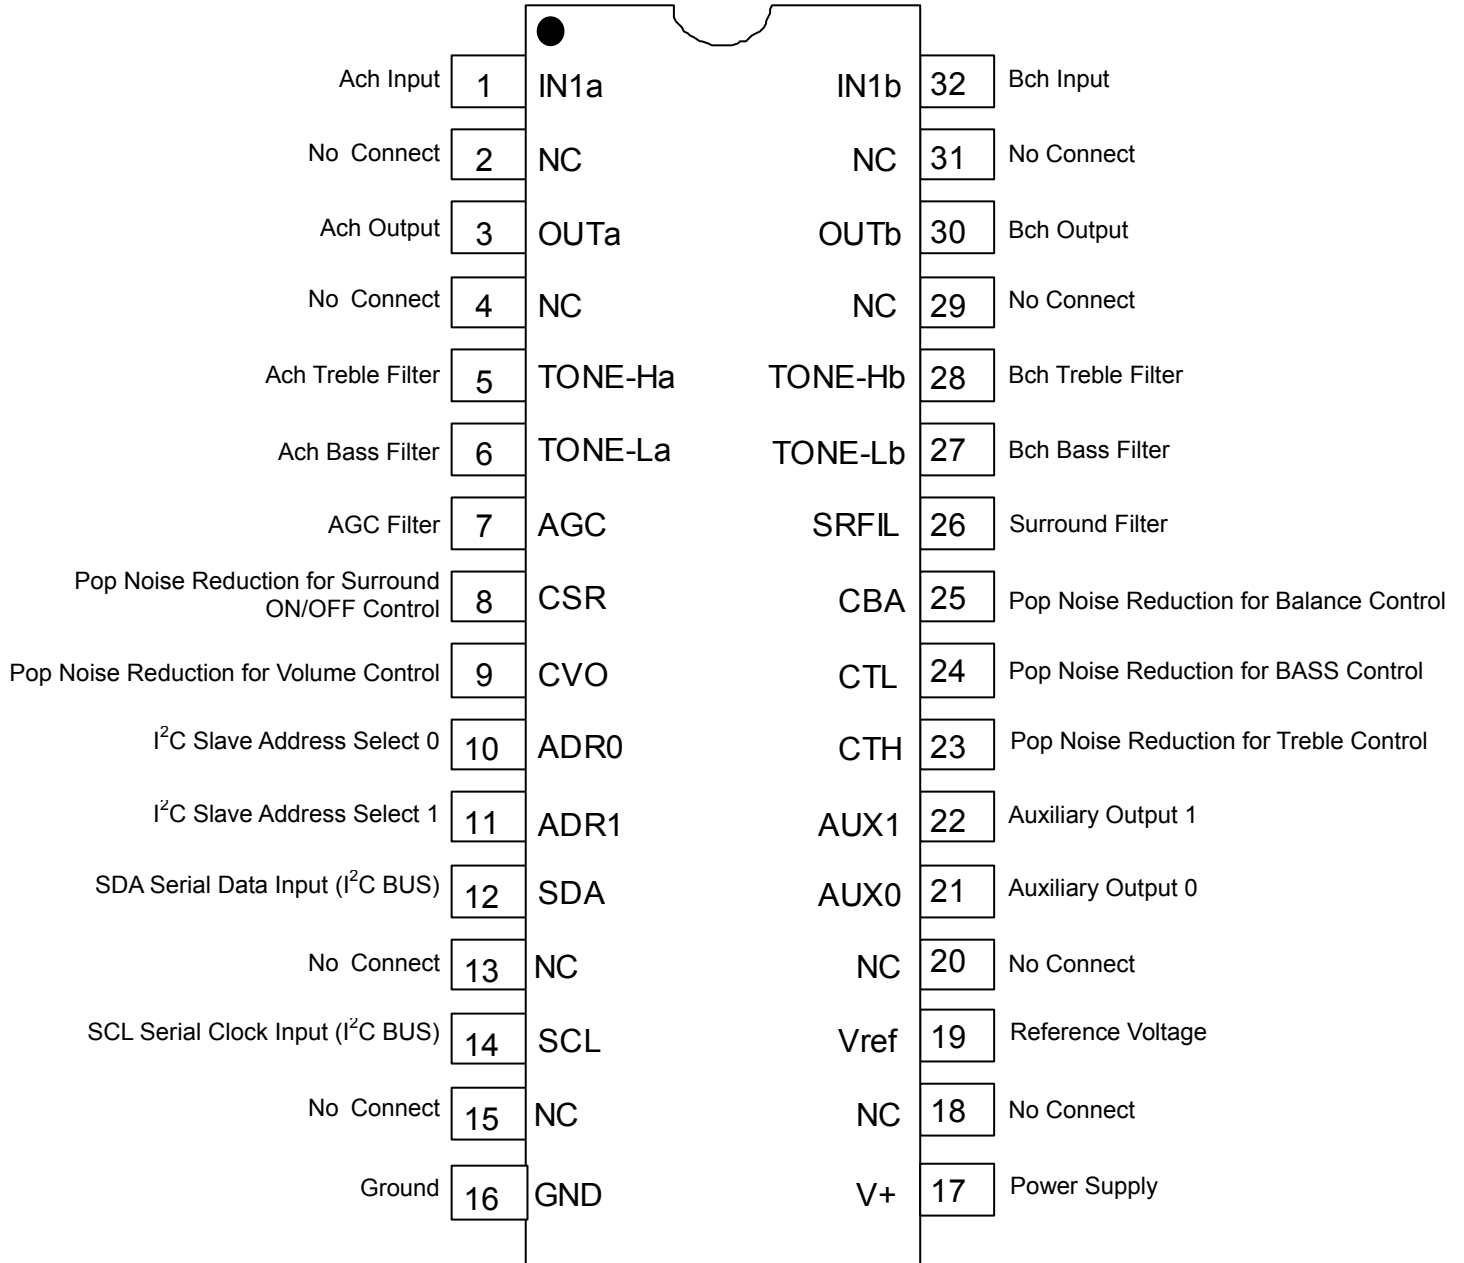 Ach Input 1 IN1a IN1b 32 Bch Input
No Connect 2 NC NC 31 No Connect
Ach Output 3 OUTa OUTb 30 Bch Output
No Connect 4 NC NC 29 No Connect
Ach Treble Filter 5 TONE-Ha TONE-Hb 28 Bch Treble Filter
Ach Bass Filter 6 TONE-La TONE-Lb 27 Bch Bass Filter
AGC Filter 7 AGC SRFIL 26 Surround Filter
Pop Noise Reduction for Surround
ON/OFF Control 8 CSR CBA 25 Pop Noise Reduction for Balance Control
Pop Noise Reduction for Volume Control 9 CVO CTL 24 Pop Noise Reduction for BASS Control
I²C Slave Address Select 0 10 ADR0 CTH 23 Pop Noise Reduction for Treble Control
I²C Slave Address Select 1 11 ADR1 AUX1 22 Auxiliary Output 1
SDA Serial Data Input (I²C BUS) 12 SDA AUX0 21 Auxiliary Output 0
No Connect 13 NC NC 20 No Connect
SCL Serial Clock Input (I²C BUS) 14 SCL Vref 19 Reference Voltage
No Connect 15 NC NC 18 No Connect
Ground 16 GND V+ 17 Power Supply